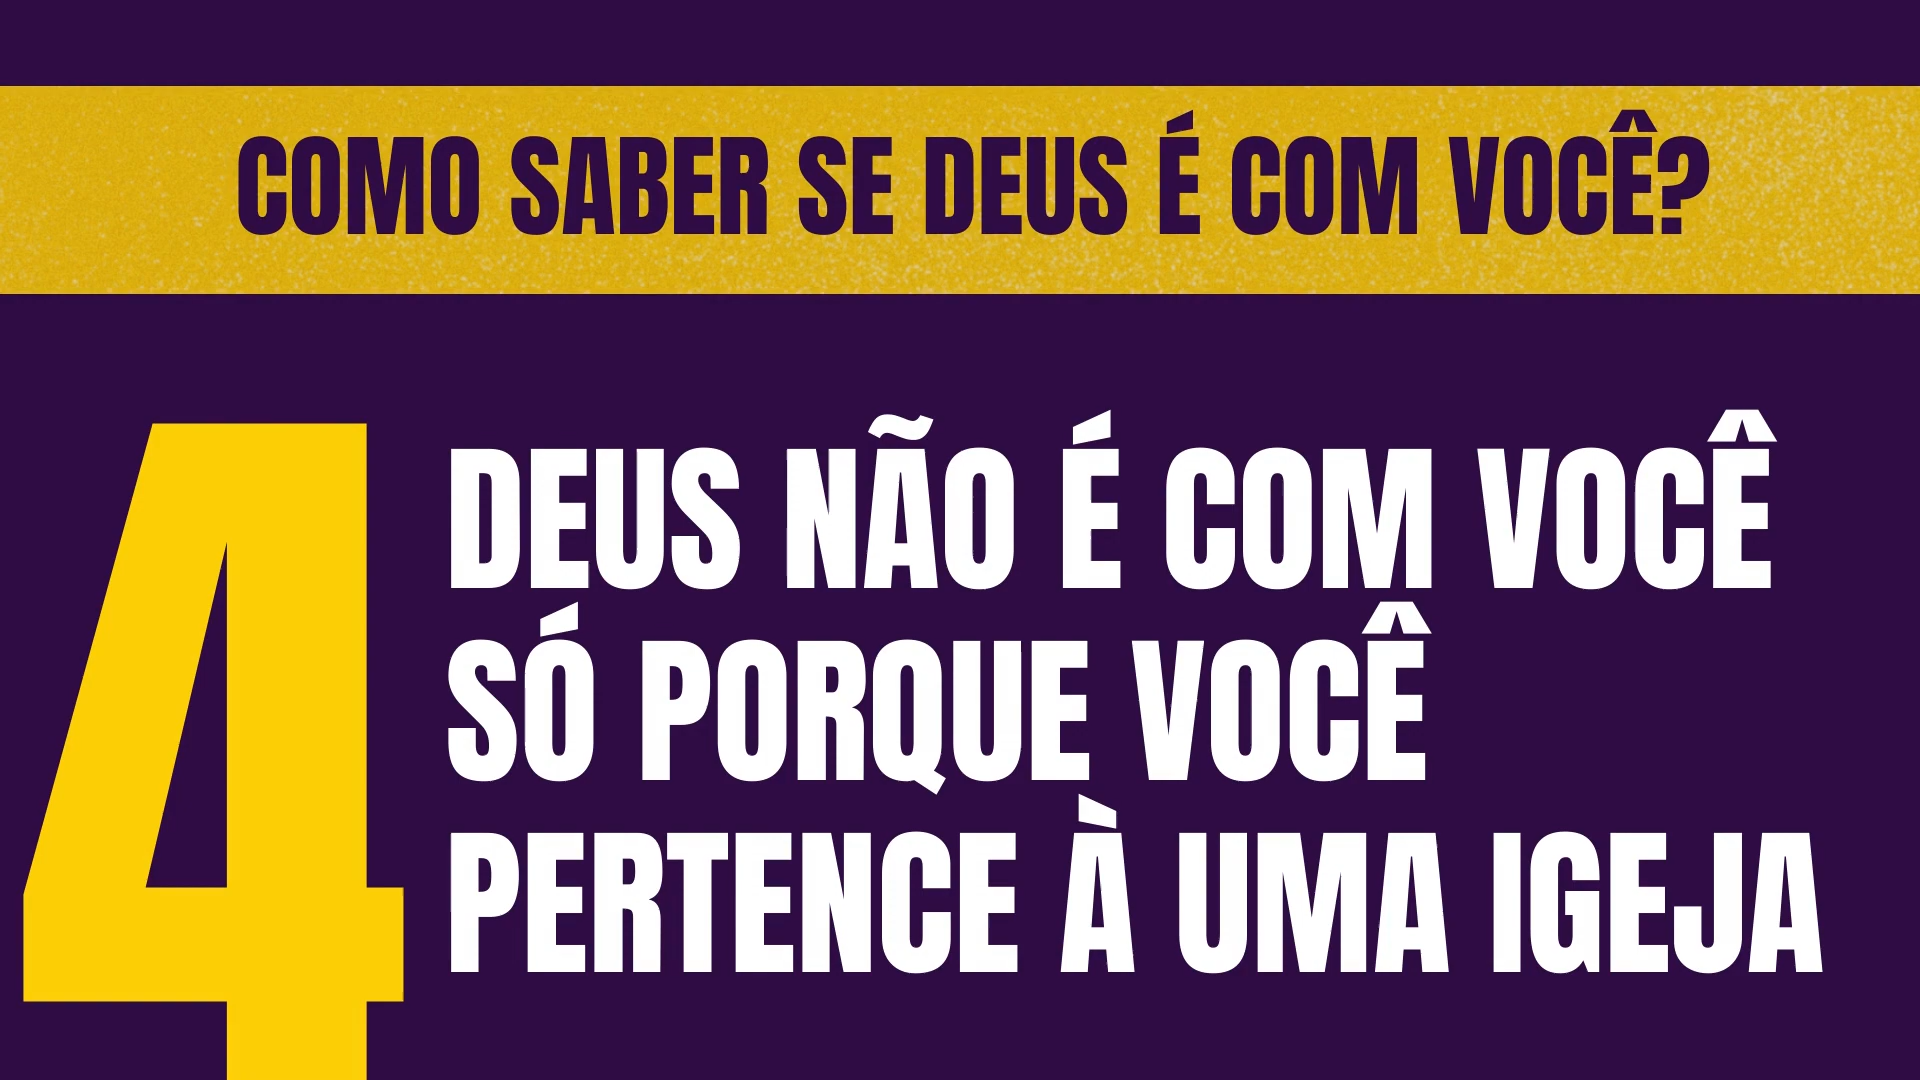 COMO SABER SE DEUS É COM VOCÊ?
4
DEUS NÃO É COM VOCÊ
SÓ PORQUE VOCÊ
PERTENCE À UMA IGEJA